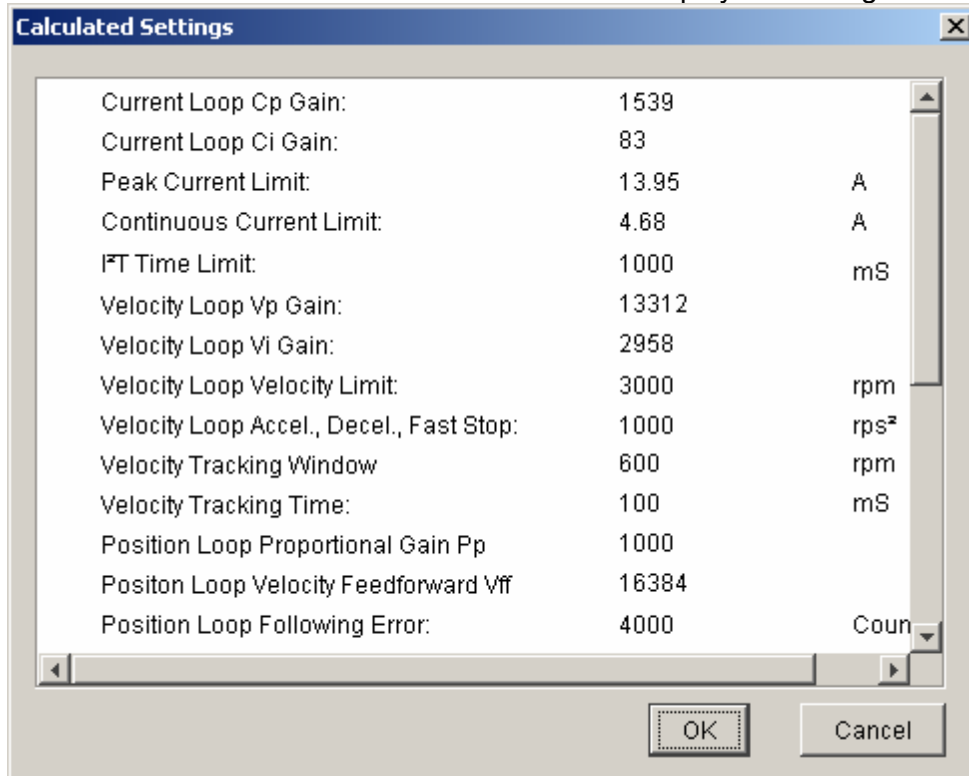 Calculated Settings
Current Loop Cp Gain: 1539
Current Loop Ci Gain: 83
Peak Current Limit: 13.95 A
Continuous Current Limit: 4.68 A
I²T Time Limit: 1000 mS
Velocity Loop Vp Gain: 13312
Velocity Loop Vi Gain: 2958
Velocity Loop Velocity Limit: 3000 rpm
Velocity Loop Accel., Decel., Fast Stop: 1000 rps²
Velocity Tracking Window 600 rpm
Velocity Tracking Time: 100 mS
Position Loop Proportional Gain Pp 1000
Positon Loop Velocity Feedforward Vff 16384
Position Loop Following Error: 4000 Coun
OK Cancel